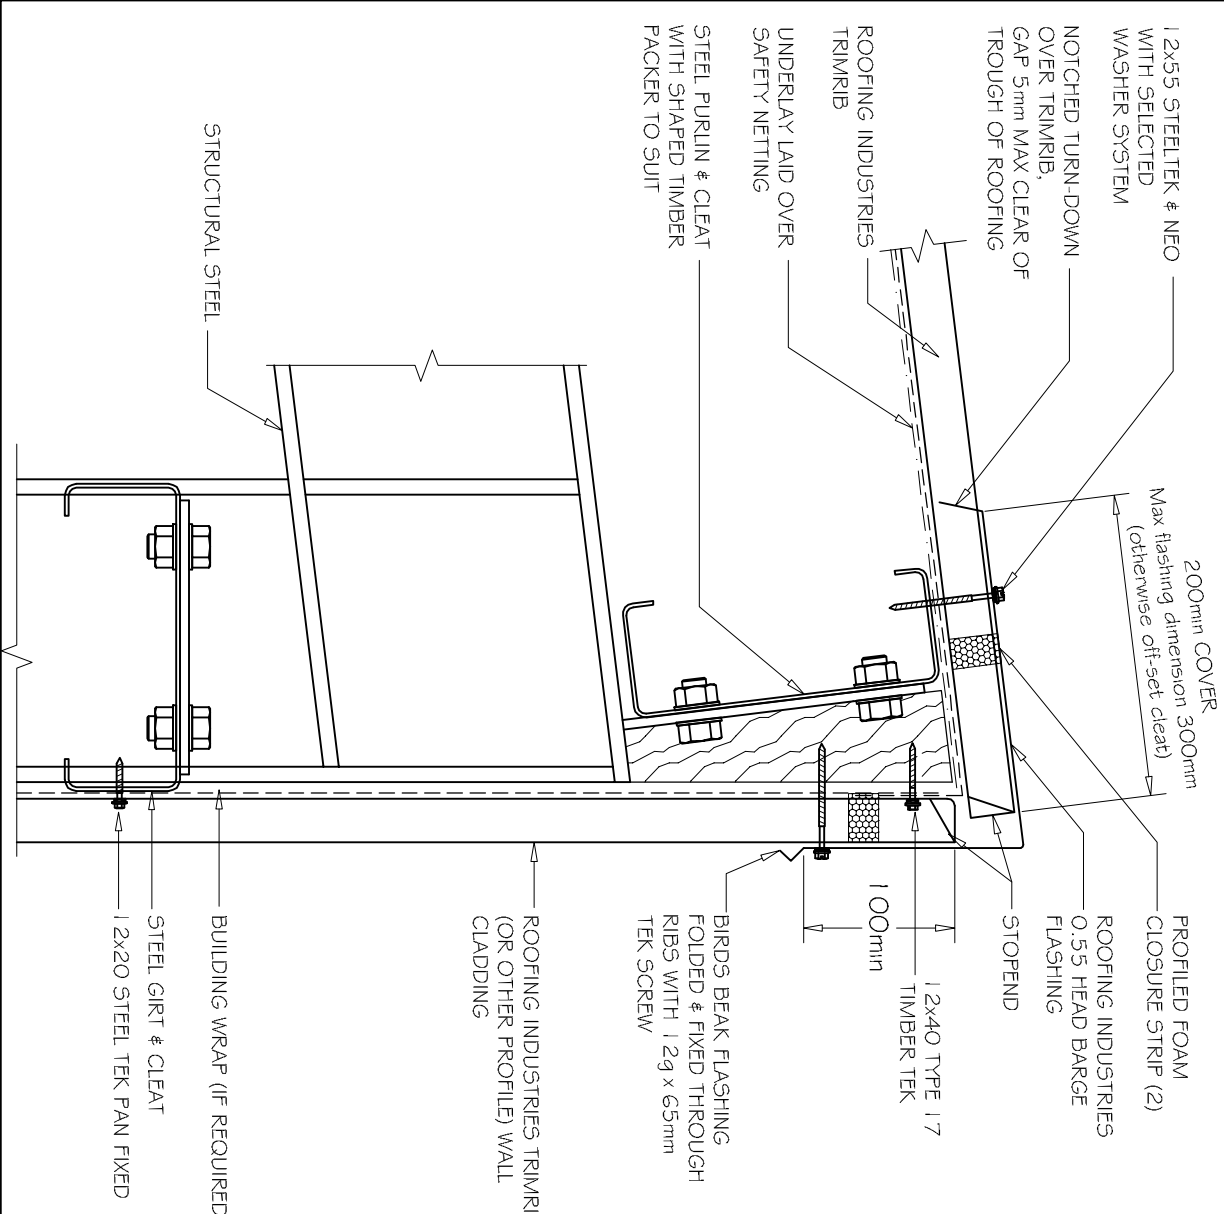 12x55 STEELTEK & NEO
WITH SELECTED
WASHER SYSTEM
NOTCHED TURN-DOWN
OVER TRIMRIB,
GAP 5mm MAX CLEAR OF
TROUGH OF ROOFING
ROOFING INDUSTRIES
TRIMRIB
UNDERLAY LAID OVER
SAFETY NETTING
STEEL PURLIN & CLEAT
WITH SHAPED TIMBER
PACKER TO SUIT
STRUCTURAL STEEL
200min COVER
Max flashing dimension 300mm
(otherwise off-set cleat)
PROFILED FOAM
CLOSURE STRIP (2)
ROOFING INDUSTRIES
0.55 HEAD BARGE
FLASHING
STOPEND
12x40 TYPE 17
TIMBER TEK
100min
BIRDS BEAK FLASHING
FOLDED & FIXED THROUGH
RIBS WITH 12g x 65mm
TEK SCREW
ROOFING INDUSTRIES TRIMRI
(OR OTHER PROFILE) WALL
CLADDING
BUILDING WRAP (IF REQUIRED
STEEL GIRT & CLEAT
12x20 STEEL TEK PAN FIXED